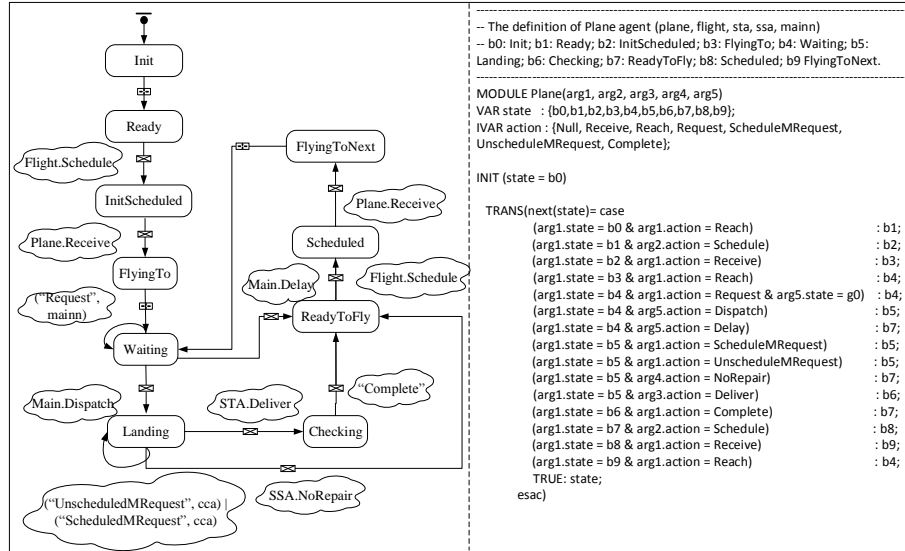 Init
Ready
Flight.Schedule
InitScheduled
Plane.Receive
FlyingTo
("Request",
mainn)
Waiting
Main.Dispatch
Landing
("UnscheduledMRequest", cca) |
("ScheduledMRequest", cca)
FlyingToNext
Plane.Receive
Scheduled
Main.Delay
Flight.Schedule
ReadyToFly
"Complete"
STA.Deliver
Checking
SSA.NoRepair
-- The definition of Plane agent (plane, flight, sta, ssa, mainn)
-- b0: Init; b1: Ready; b2: InitScheduled; b3: FlyingTo; b4: Waiting; b5:
Landing; b6: Checking; b7: ReadyToFly; b8: Scheduled; b9 FlyingToNext.
MODULE Plane(arg1, arg2, arg3, arg4, arg5)
VAR state : {b0,b1,b2,b3,b4,b5,b6,b7,b8,b9};
IVAR action : {Null, Receive, Reach, Request, ScheduleMRequest,
UnscheduleMRequest, Complete};
INIT (state = b0)
TRANS(next(state)= case
(arg1.state = b0 & arg1.action = Reach) : b1;
(arg1.state = b1 & arg2.action = Schedule) : b2;
(arg1.state = b2 & arg1.action = Receive) : b3;
(arg1.state = b3 & arg1.action = Reach) : b4;
(arg1.state = b4 & arg1.action = Request & arg5.state = g0) : b4;
(arg1.state = b4 & arg5.action = Dispatch) : b5;
(arg1.state = b4 & arg5.action = Delay) : b7;
(arg1.state = b5 & arg1.action = ScheduleMRequest) : b5;
(arg1.state = b5 & arg1.action = UnscheduleMRequest) : b5;
(arg1.state = b5 & arg4.action = NoRepair) : b7;
(arg1.state = b5 & arg3.action = Deliver) : b6;
(arg1.state = b6 & arg1.action = Complete) : b7;
(arg1.state = b7 & arg2.action = Schedule) : b8;
(arg1.state = b8 & arg1.action = Receive) : b9;
(arg1.state = b9 & arg1.action = Reach) : b4;
TRUE: state;
esac)